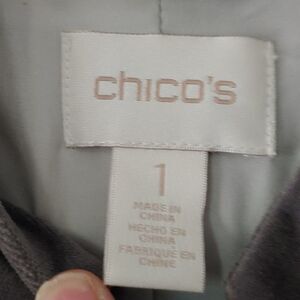 chico's
1
MADE IN
CHINA
HECHO EN
CHINA
FABRIQUÉ EN
CHINE